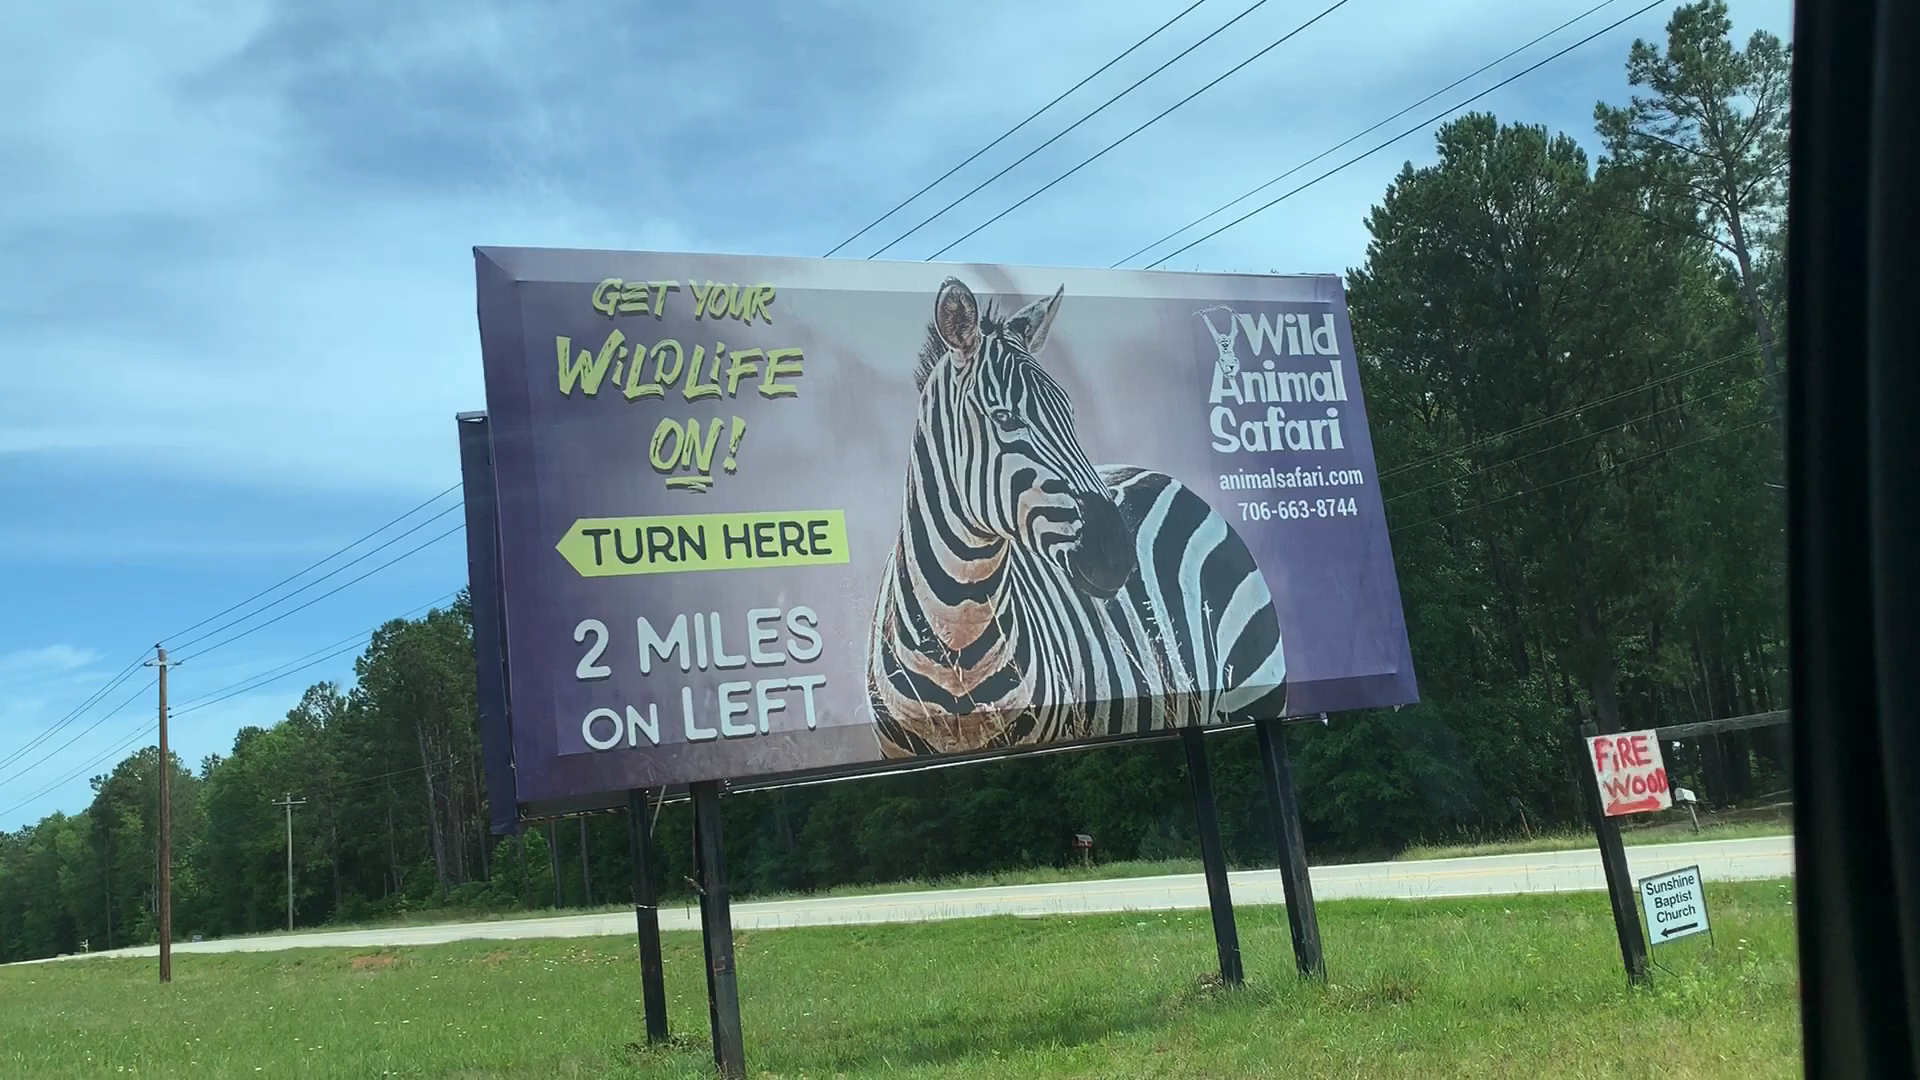 GET YOUR
WiLDLiFE
ON!
TURN HERE
2 MILES
ON LEFT
Wild
Animal
Safari
animalsafari.com
706-663-8744
FiRE
WOOD
Sunshine
Baptist
Church